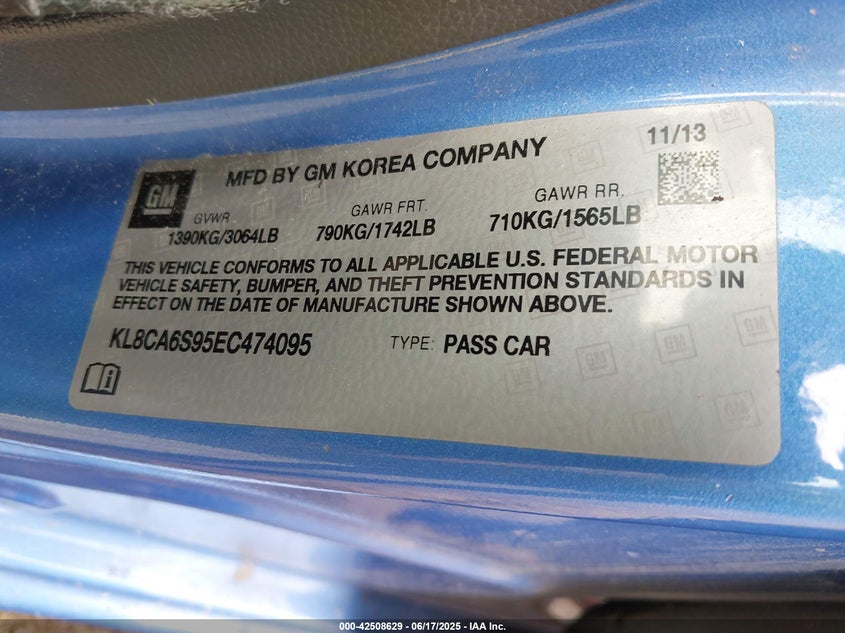 GM
MFD BY GM KOREA COMPANY
11/13
GVWR GAWR FRT. GAWR RR.
1390KG/3064LB 790KG/1742LB 710KG/1565LB
THIS VEHICLE CONFORMS TO ALL APPLICABLE U.S. FEDERAL MOTOR
VEHICLE SAFETY, BUMPER, AND THEFT PREVENTION STANDARDS IN
EFFECT ON THE DATE OF MANUFACTURE SHOWN ABOVE.
KL8CA6S95EC474095 TYPE: PASS CAR
000-42508629 - 06/17/2025 - IAA Inc.